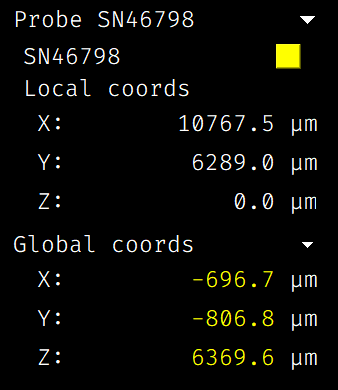 Probe SN46798
SN46798
Local coords
X: 10767.5 µm
Y: 6289.0 µm
Z: 0.0 µm
Global coords
X: -696.7 µm
Y: -806.8 µm
Z: 6369.6 µm